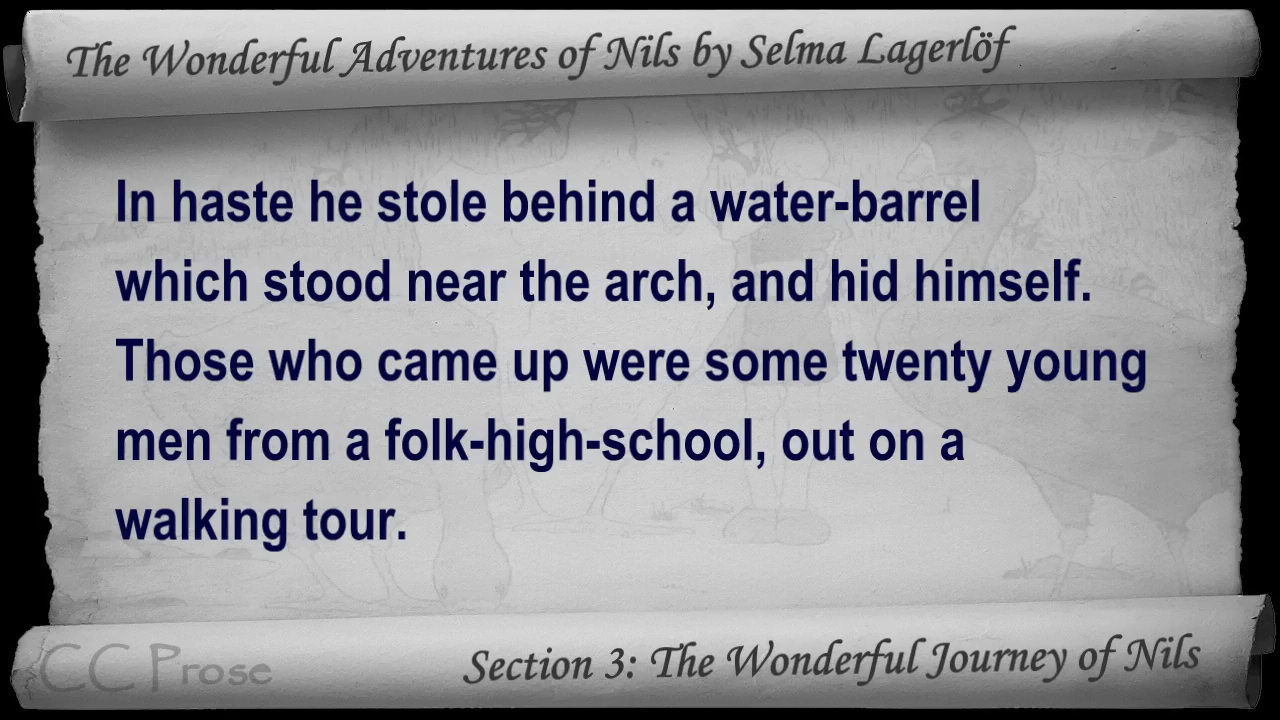 The Wonderful Adventures of Nils by Selma Lagerlöf
In haste he stole behind a water-barrel
which stood near the arch, and hid himself.
Those who came up were some twenty young
men from a folk-high-school, out on a
walking tour.
CC Prose
Section 3: The Wonderful Journey of Nils